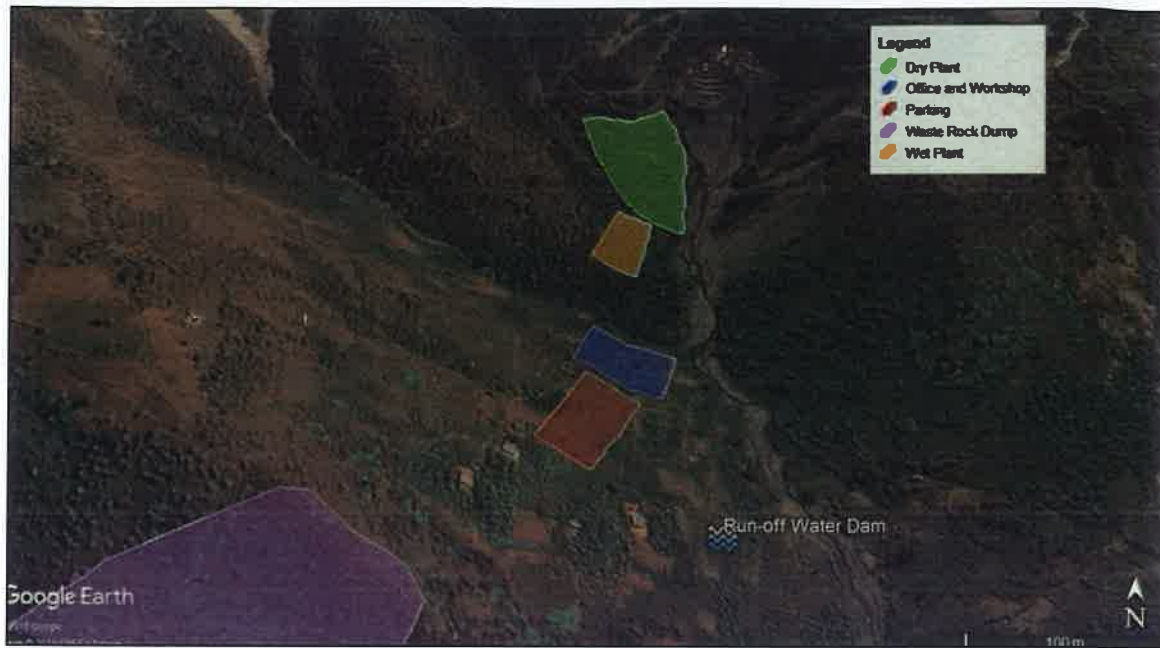 Legend
Dry Plant
Office and Workshop
Parking
Waste Rock Dump
Wet Plant
Run-off Water Dam
Google Earth
N
100 m